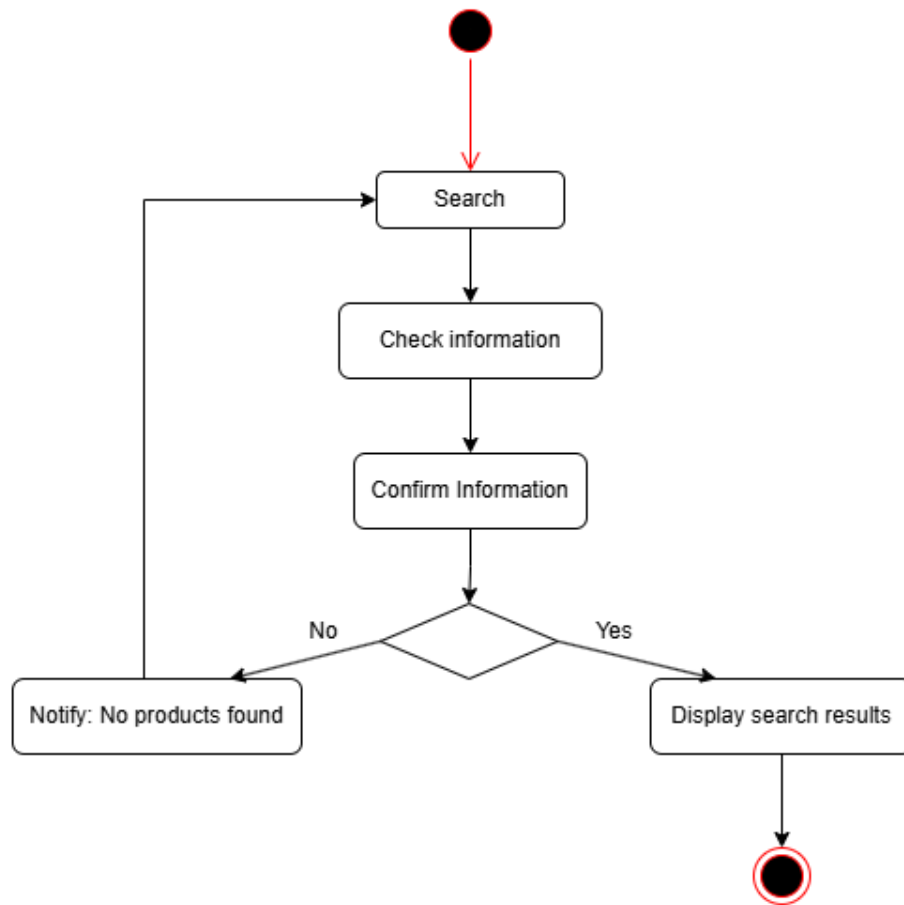 Search
Check information
Confirm Information
No
Yes
Notify: No products found
Display search results